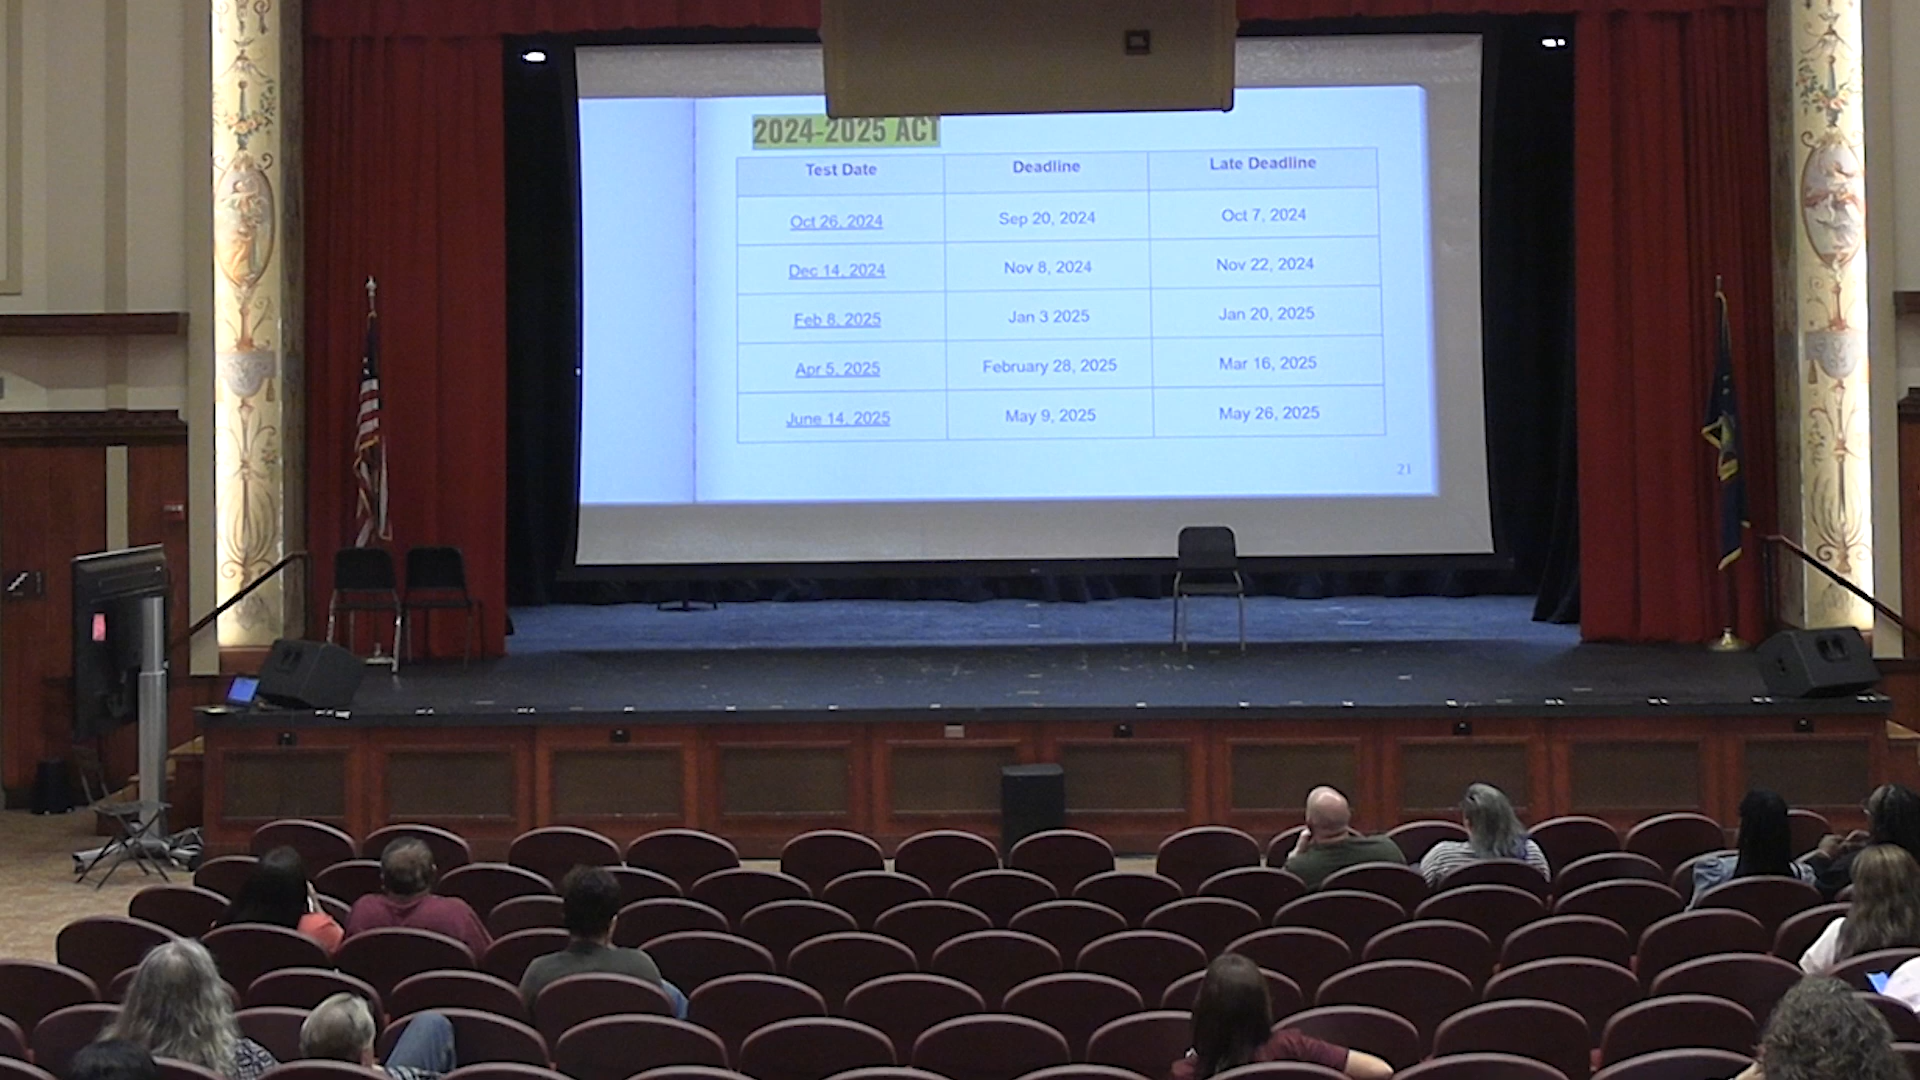 2024-2025 ACT
Test Date Deadline Late Deadline
Oct 26, 2024 Sep 20, 2024 Oct 7, 2024
Dec 14, 2024 Nov 8, 2024 Nov 22, 2024
Feb 8, 2025 Jan 3 2025 Jan 20, 2025
Apr 5, 2025 February 28, 2025 Mar 16, 2025
June 14, 2025 May 9, 2025 May 26, 2025
21